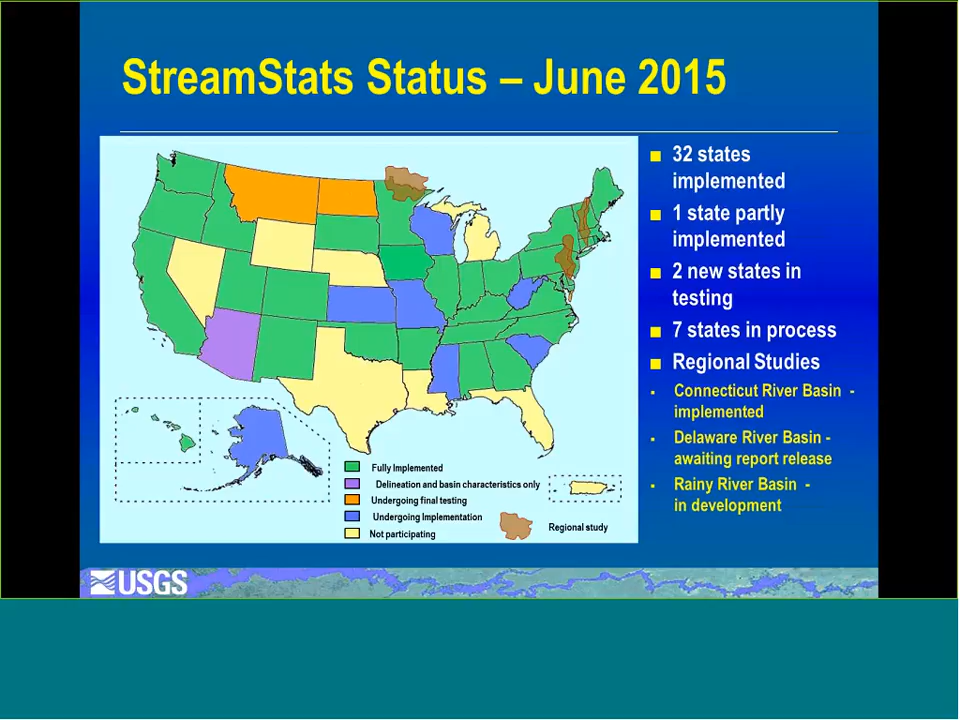 StreamStats Status – June 2015
32 states
implemented
1 state partly
implemented
2 new states in
testing
7 states in process
Regional Studies
Connecticut River Basin -
implemented
Delaware River Basin -
awaiting report release
Rainy River Basin -
in development
Fully Implemented
Delineation and basin characteristics only
Undergoing final testing
Undergoing Implementation
Not participating
Regional study
USGS